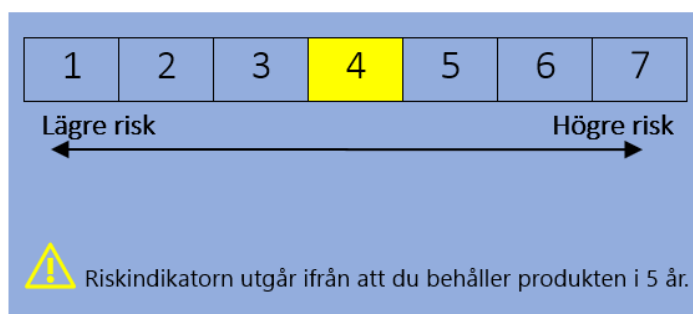 1 2 3 4 5 6 7
Lägre risk Högre risk
Riskindikatorn utgår ifrån att du behåller produkten i 5 år.